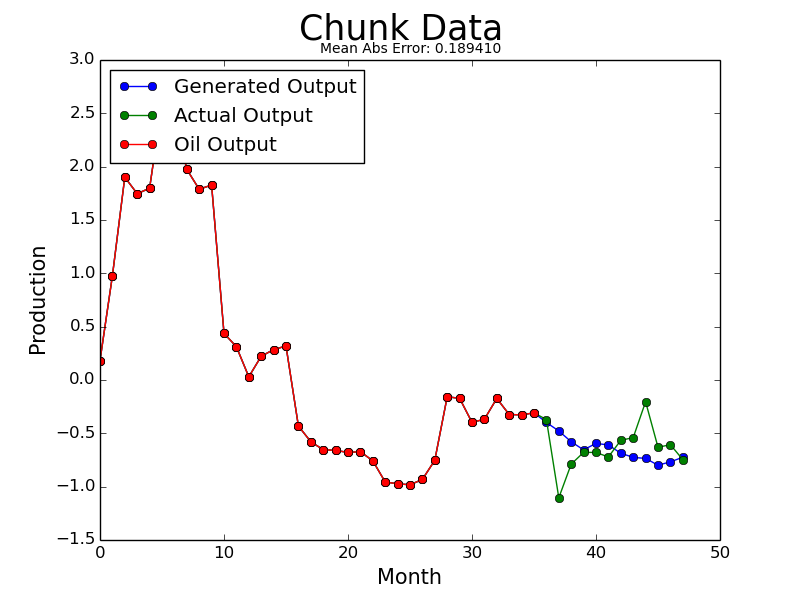 Chunk Data
Mean Abs Error: 0.189410
Generated Output
Actual Output
Oil Output
3.0
2.5
2.0
1.5
1.0
0.5
0.0
−0.5
−1.0
−1.5
Production
0 10 20 30 40 50
Month